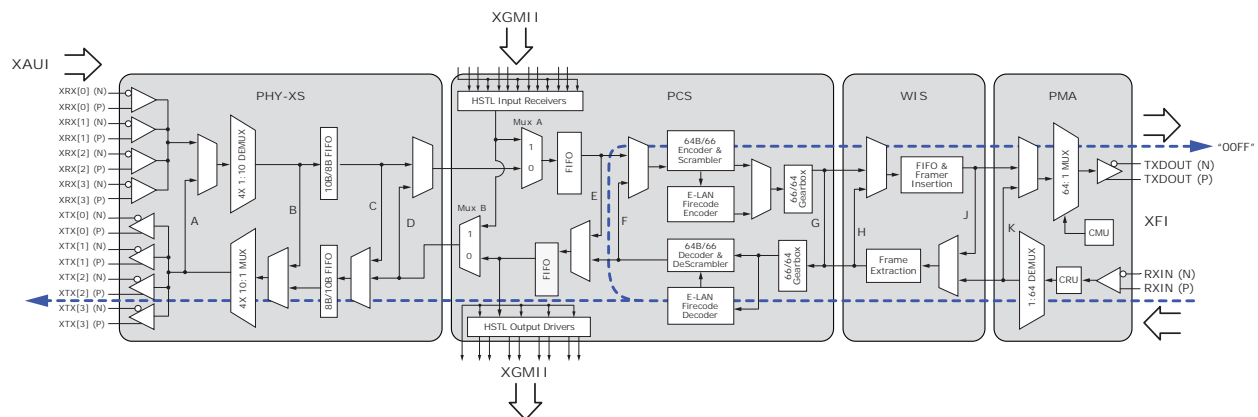 XGMII
XAUI
PHY-XS
PCS
WIS
PMA
XRX[0] (N)
XRX[0] (P)
XRX[1] (N)
XRX[1] (P)
XRX[2] (N)
XRX[2] (P)
XRX[3] (N)
XRX[3] (P)
XTX[0] (N)
XTX[0] (P)
XTX[1] (N)
XTX[1] (P)
XTX[2] (N)
XTX[2] (P)
XTX[3] (N)
XTX[3] (P)
4X 1:10 DEMUX
10B/8B FIFO
A
B
C
D
4X 10:1 MUX
8B/10B FIFO
HSTL Input Receivers
Mux A
1
0
FIFO
E
F
Mux B
1
0
FIFO
HSTL Output Drivers
64B/66
Encoder &
Scrambler
E-LAN
Firecode
Encoder
66/64
Gearbox
G
64B/66
Decoder &
DeScrambler
E-LAN
Firecode
Decoder
66/64
Gearbox
FIFO &
Framer
Insertion
H
J
Frame
Extraction
64:1 MUX
K
CMU
1:64 DEMUX
CRU
"00FF"
TXDOUT (N)
TXDOUT (P)
XFI
RXIN (N)
RXIN (P)
XGMII